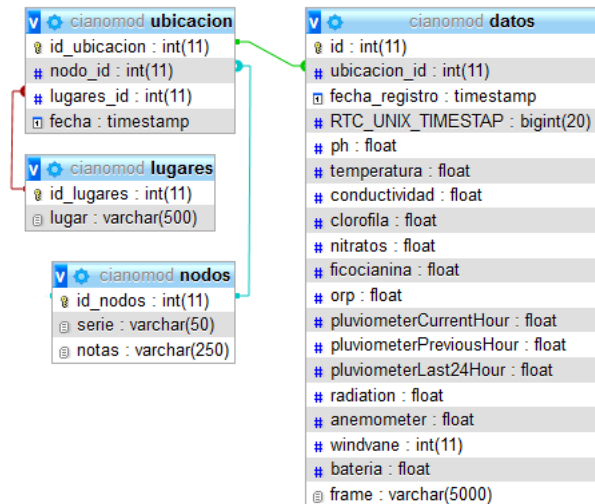 cianomod ubicacion
id_ubicacion : int(11)
nodo_id : int(11)
lugares_id : int(11)
fecha : timestamp
cianomod lugares
id_lugares : int(11)
lugar : varchar(500)
cianomod nodos
id_nodos : int(11)
serie : varchar(50)
notas : varchar(250)
cianomod datos
id : int(11)
ubicacion_id : int(11)
fecha_registro : timestamp
RTC_UNIX_TIMESTAP : bigint(20)
ph : float
temperatura : float
conductividad : float
clorofila : float
nitratos : float
ficocianina : float
orp : float
pluviometerCurrentHour : float
pluviometerPreviousHour : float
pluviometerLast24Hour : float
radiation : float
anemometer : float
windvane : int(11)
bateria : float
frame : varchar(5000)